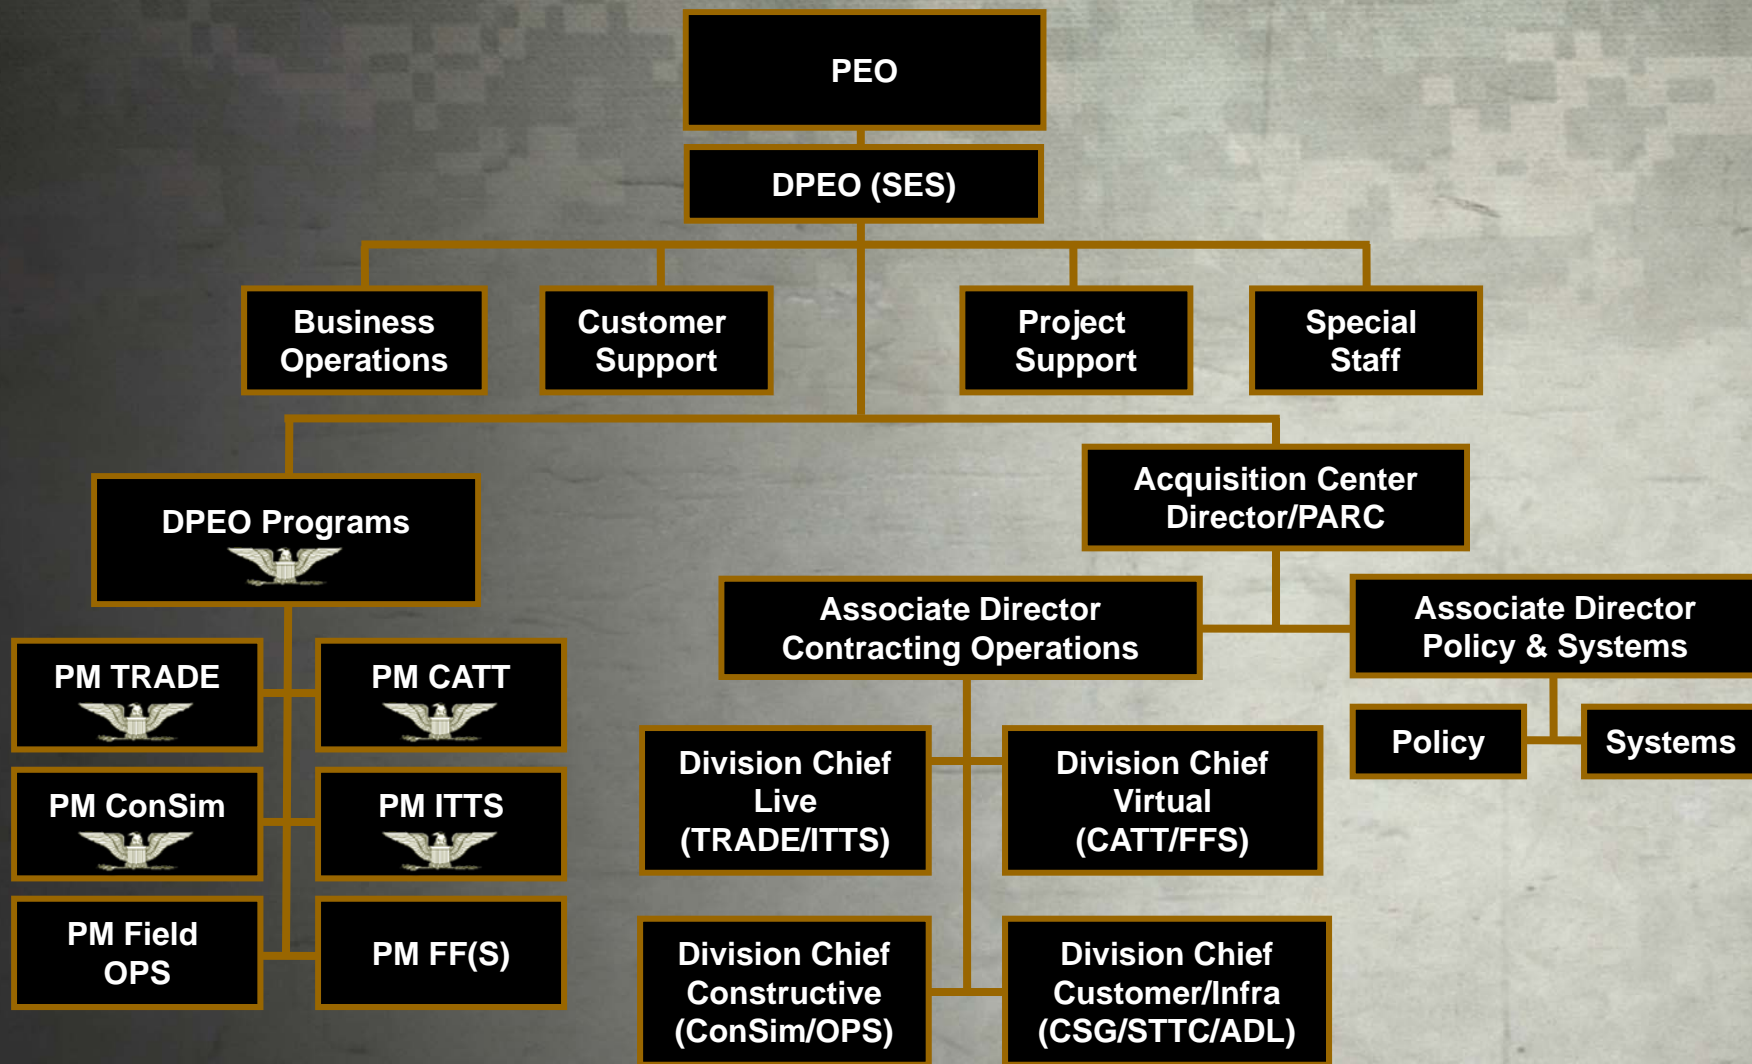 PEO
DPEO (SES)
Business
Operations
Customer
Support
Project
Support
Special
Staff
DPEO Programs
Acquisition Center
Director/PARC
Associate Director
Contracting Operations
Associate Director
Policy & Systems
PM TRADE
PM CATT
PM ConSim
PM ITTS
PM Field
OPS
PM FF(S)
Division Chief
Live
(TRADE/ITTS)
Division Chief
Virtual
(CATT/FFS)
Policy
Systems
Division Chief
Constructive
(ConSim/OPS)
Division Chief
Customer/Infra
(CSG/STTC/ADL)